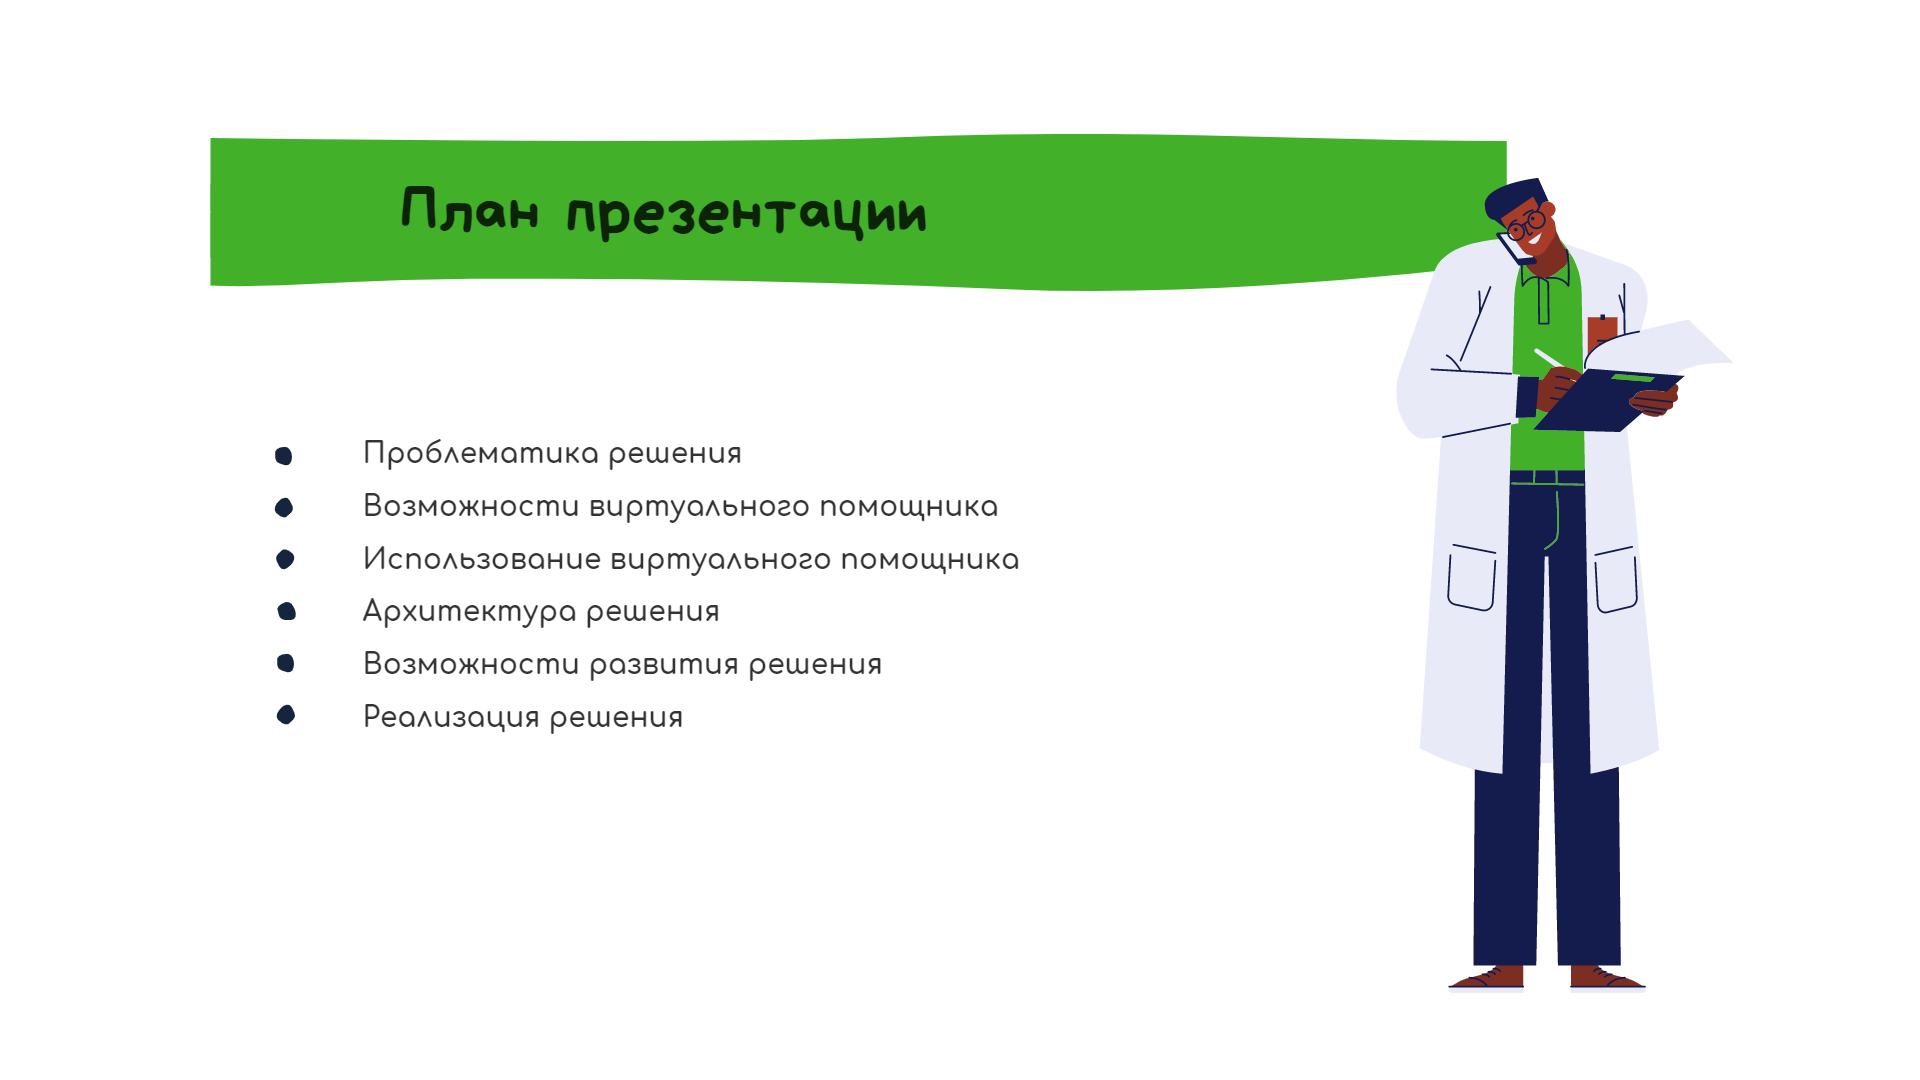 План презентации
Проблематика решения
Возможности виртуального помощника
Использование виртуального помощника
Архитектура решения
Возможности развития решения
Реализация решения